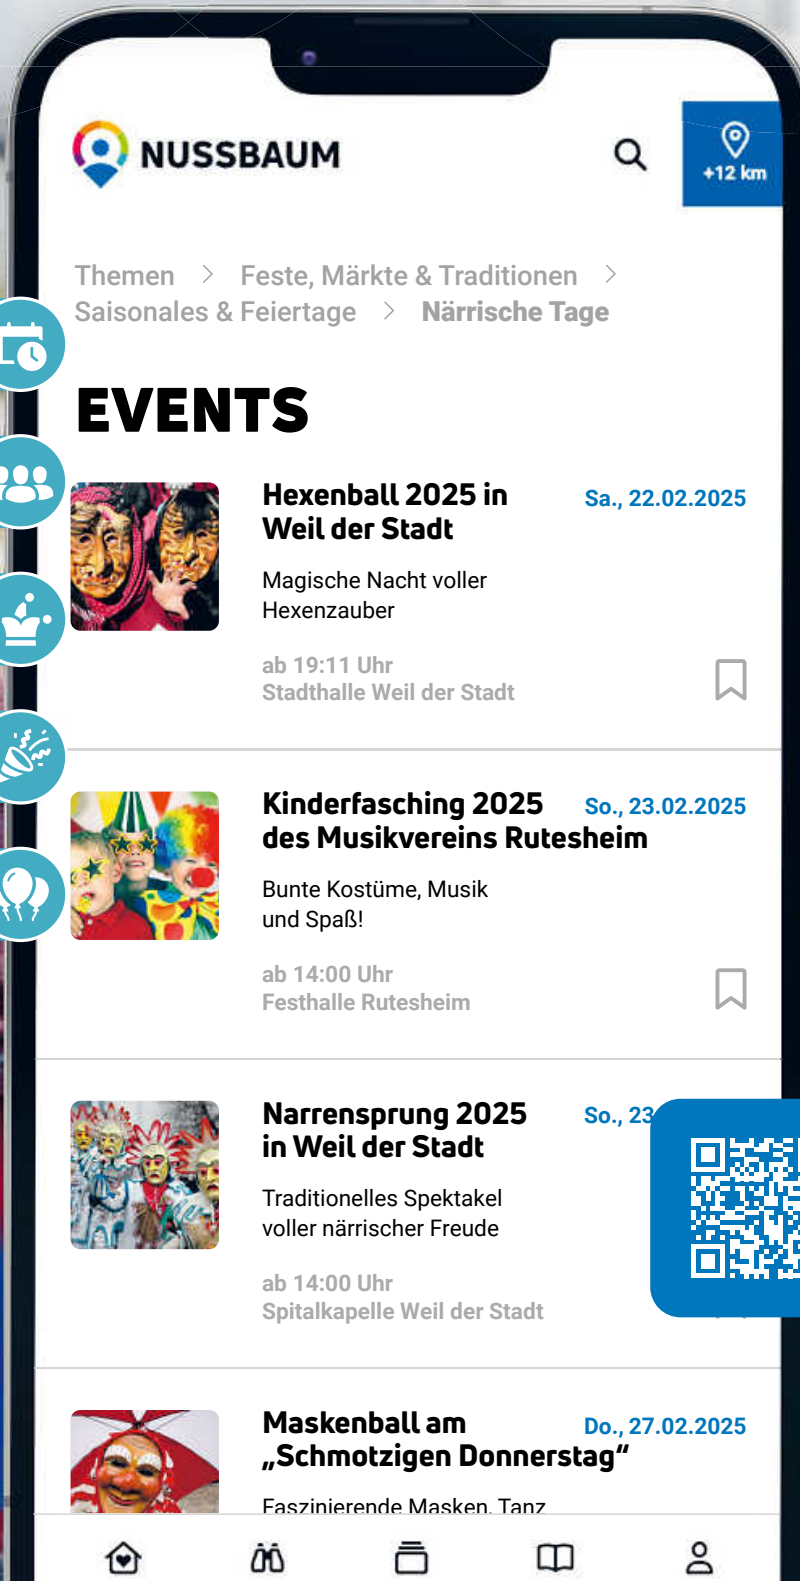 NUSSBAUM
+12 km
Themen > Feste, Märkte & Traditionen >
Saisonales & Feiertage > Närrische Tage
EVENTS
Hexenball 2025 in
Weil der Stadt
Sa., 22.02.2025
Magische Nacht voller
Hexenzauber
ab 19:11 Uhr
Stadthalle Weil der Stadt
Kinderfasching 2025
des Musikvereins Rutesheim
So., 23.02.2025
Bunte Kostüme, Musik
und Spaß!
ab 14:00 Uhr
Festhalle Rutesheim
Narrensprung 2025
in Weil der Stadt
So., 23
Traditionelles Spektakel
voller närrischer Freude
ab 14:00 Uhr
Spitalkapelle Weil der Stadt
Maskenball am
„Schmotzigen Donnerstag“
Do., 27.02.2025
Faszinierende Masken, Tanz